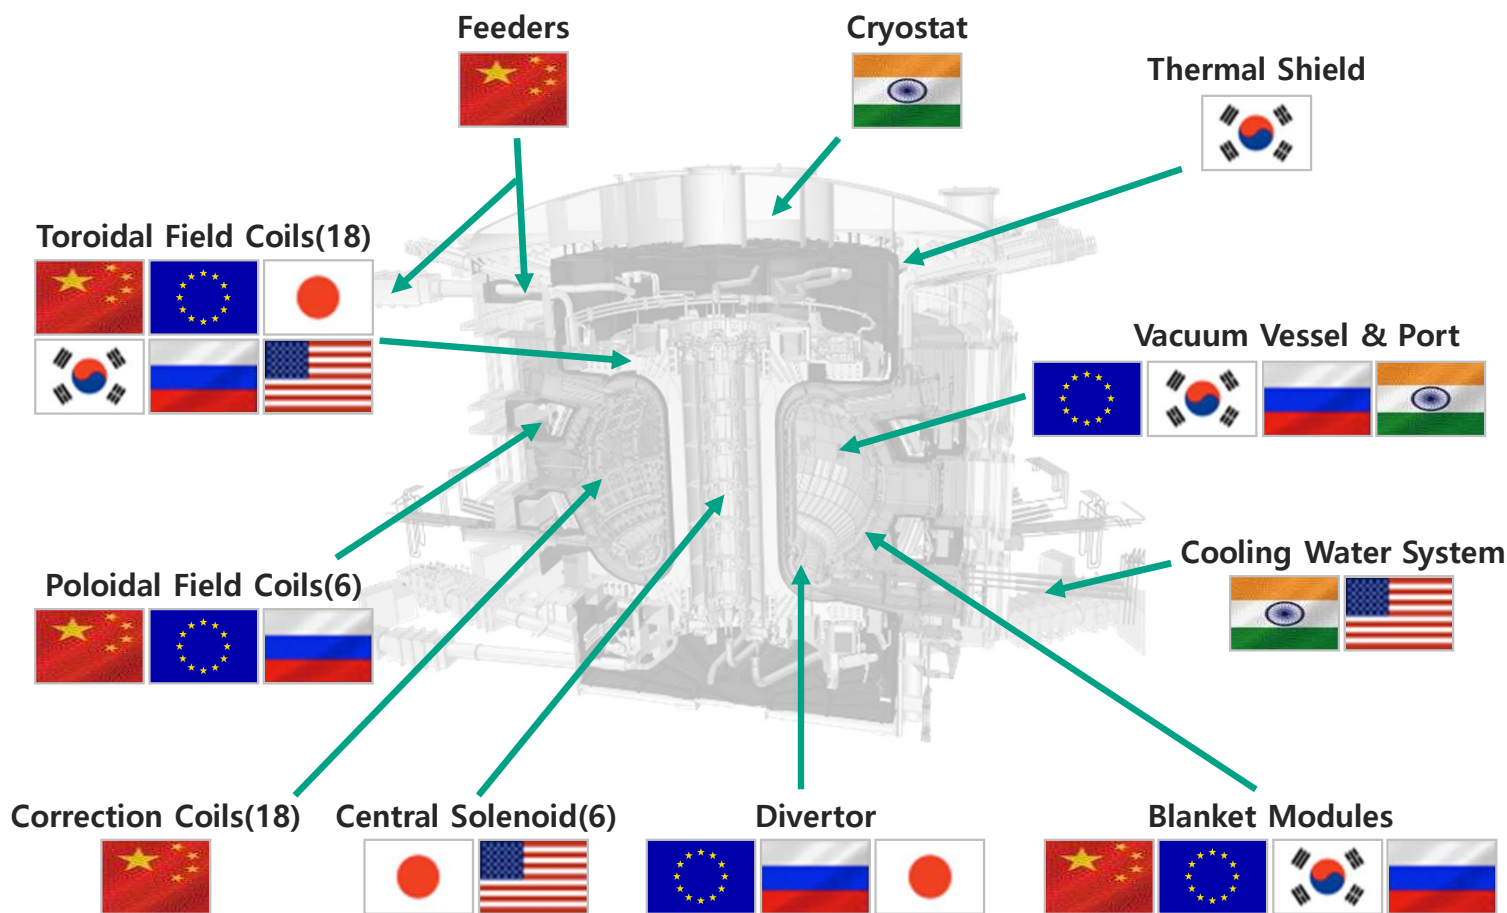 Feeders
Cryostat
Thermal Shield
Toroidal Field Coils(18)
Vacuum Vessel & Port
Cooling Water System
Poloidal Field Coils(6)
Correction Coils(18)
Central Solenoid(6)
Divertor
Blanket Modules